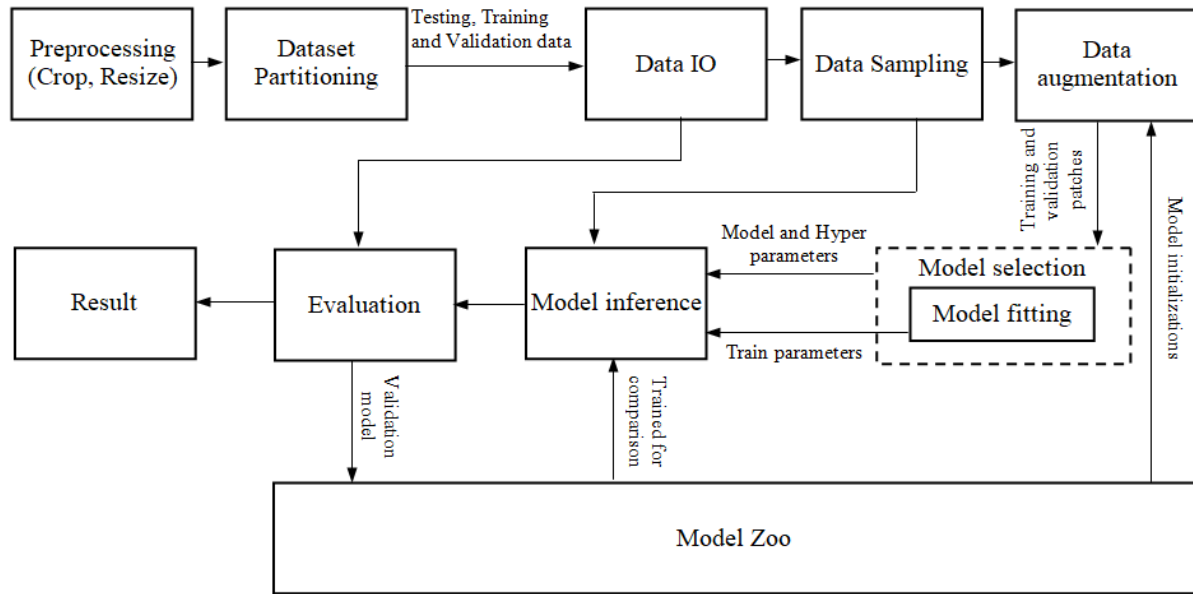 Preprocessing
(Crop, Resize)
Dataset
Partitioning
Testing, Training
and Validation data
Data IO
Data Sampling
Data
augmentation
Training and
validation
patches
Model initializations
Result
Evaluation
Model inference
Model and Hyper
parameters
Train parameters
Model selection
Model fitting
Validation
model
Trained for
comparison
Model Zoo